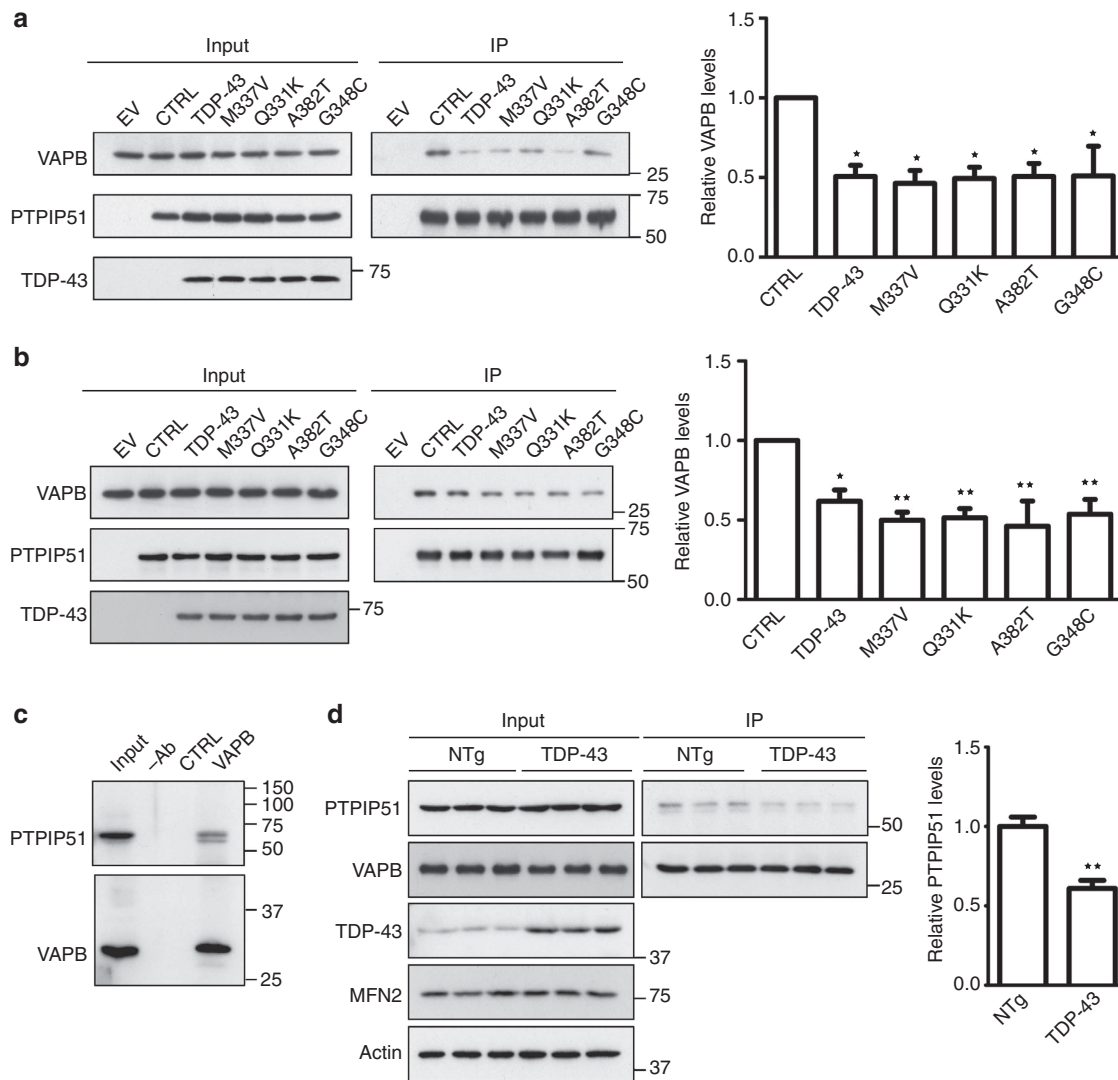 a
Input
IP
EV CTRL TDP-43 M337V Q331K A382T G348C
EV CTRL TDP-43 M337V Q331K A382T G348C
VAPB
25
PTPIP51
75
50
TDP-43
75
Relative VAPB levels
1.5
1.0
0.5
0.0
★ ★ ★ ★ ★
CTRL TDP-43 M337V Q331K A382T G348C
b
Input
IP
EV CTRL TDP-43 M337V Q331K A382T G348C
EV CTRL TDP-43 M337V Q331K A382T G348C
VAPB
25
PTPIP51
75
50
TDP-43
75
Relative VAPB levels
1.5
1.0
0.5
0.0
★ ★★ ★★ ★★ ★★
CTRL TDP-43 M337V Q331K A382T G348C
c
Input –Ab CTRL VAPB
PTPIP51
150
100
75
50
VAPB
37
25
d
Input
IP
NTg TDP-43
NTg TDP-43
PTPIP51
50
VAPB
25
TDP-43
37
MFN2
75
Actin
37
Relative PTPIP51 levels
1.5
1.0
0.5
0.0
★★
NTg TDP-43